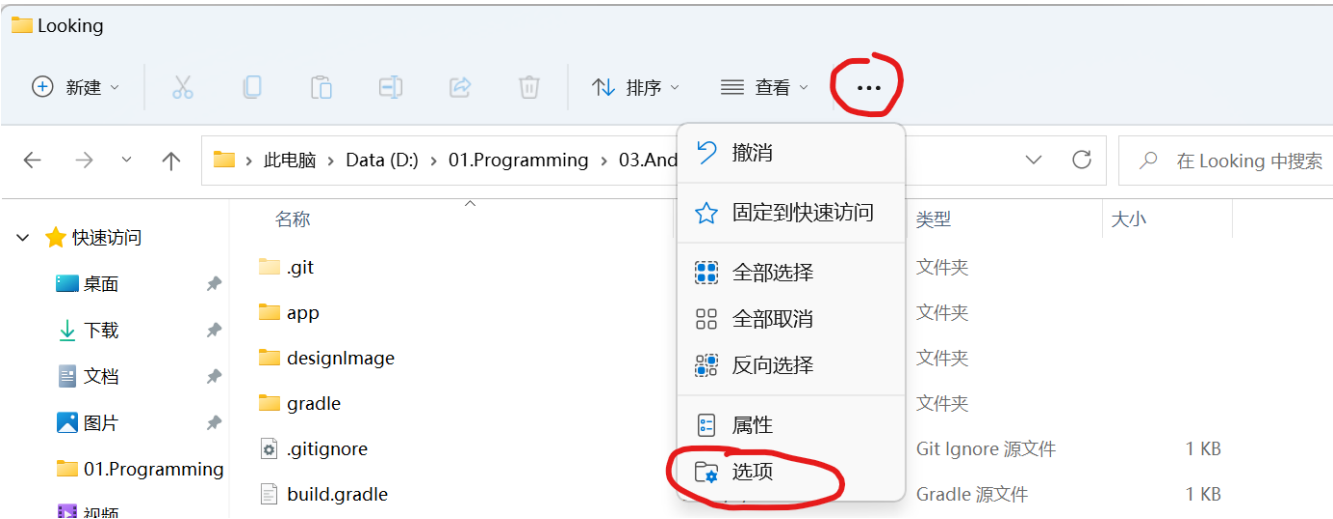 Looking
新建 排序 查看 ...
此电脑 > Data (D:) > 01.Programming > 03.And
在 Looking 中搜索
撤消
固定到快速访问
全部选择
全部取消
反向选择
属性
选项
名称 类型 大小
快速访问
桌面
下载
文档
图片
01.Programming
视频
.git 文件夹
app 文件夹
designImage 文件夹
gradle 文件夹
.gitignore Git Ignore 源文件 1 KB
build.gradle Gradle 源文件 1 KB